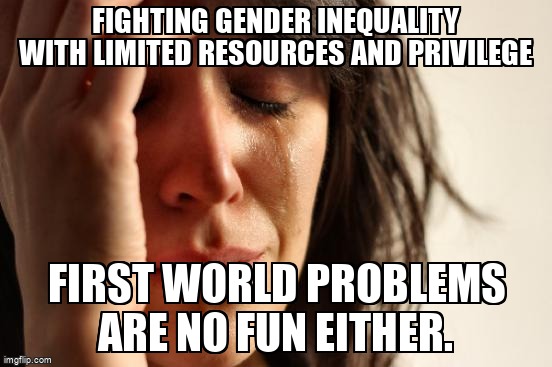 FIGHTING GENDER INEQUALITY
WITH LIMITED RESOURCES AND PRIVILEGE
FIRST WORLD PROBLEMS
ARE NO FUN EITHER.
imgflip.com